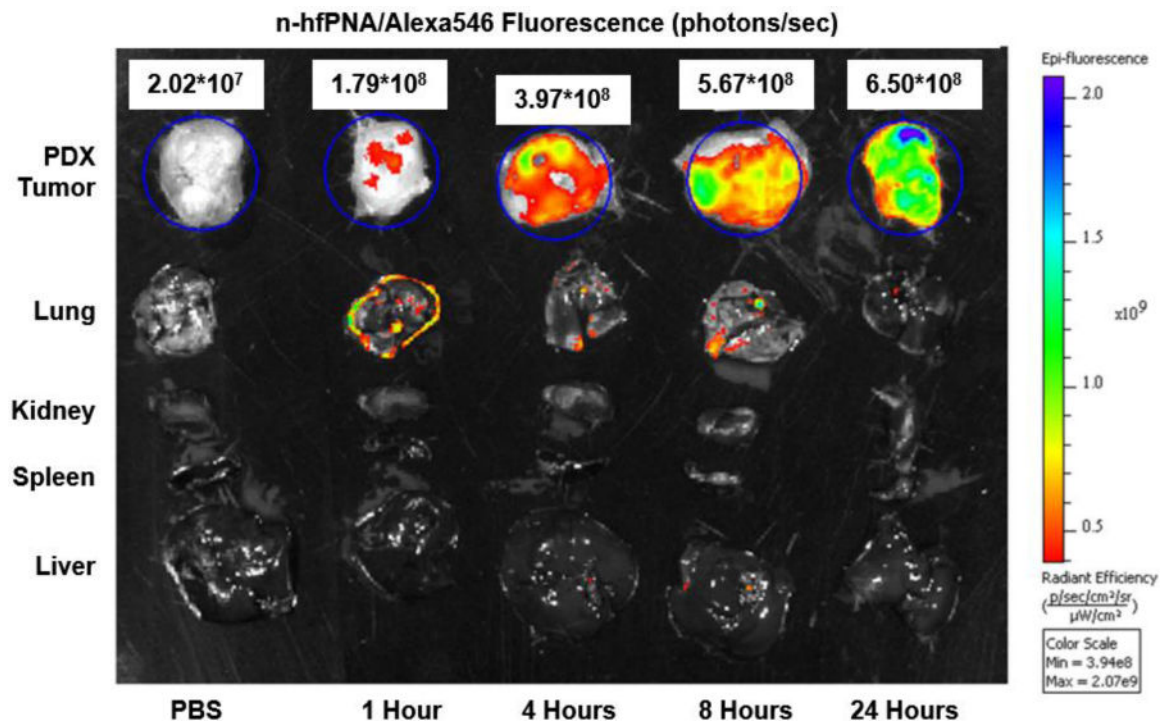 n-hfPNA/Alexa546 Fluorescence (photons/sec)
2.02*10⁷
1.79*10⁸
3.97*10⁸
5.67*10⁸
6.50*10⁸
PDX
Tumor
Lung
Kidney
Spleen
Liver
PBS
1 Hour
4 Hours
8 Hours
24 Hours
Epi-fluorescence
2.0
1.5
x10⁹
1.0
0.5
Radiant Efficiency
(p/sec/cm²/sr
µW/cm²)
Color Scale
Min = 3.94e8
Max = 2.07e9